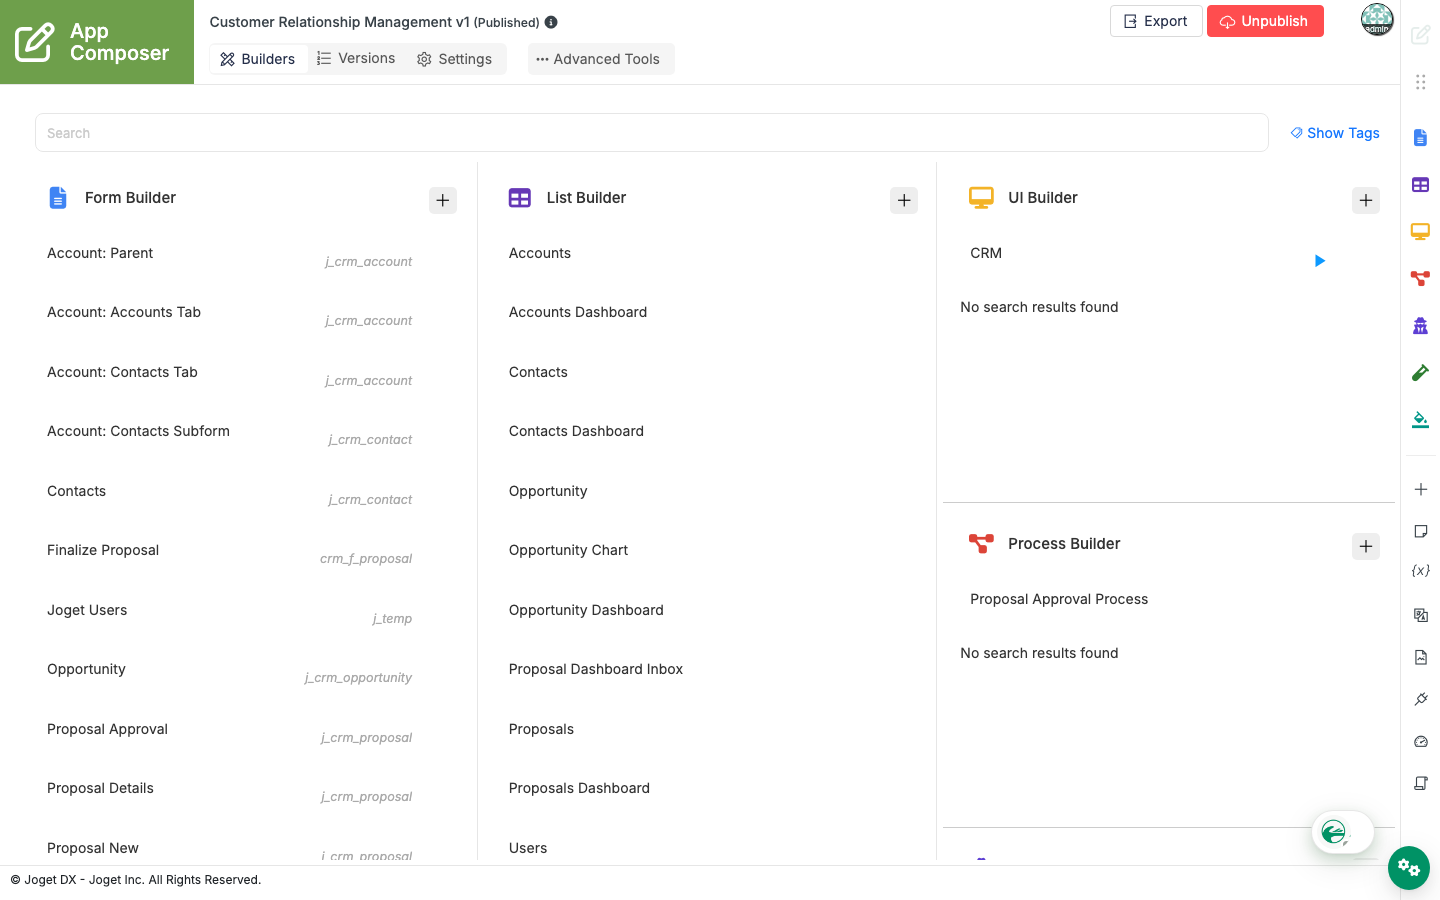 App
Composer
Customer Relationship Management v1 (Published)
Builders
Versions
Settings
Advanced Tools
Export
Unpublish
admin
Search
Show Tags
Form Builder
Account: Parent
j_crm_account
Account: Accounts Tab
j_crm_account
Account: Contacts Tab
j_crm_account
Account: Contacts Subform
j_crm_contact
Contacts
j_crm_contact
Finalize Proposal
crm_f_proposal
Joget Users
j_temp
Opportunity
j_crm_opportunity
Proposal Approval
j_crm_proposal
Proposal Details
j_crm_proposal
Proposal New
j_crm_proposal
List Builder
Accounts
Accounts Dashboard
Contacts
Contacts Dashboard
Opportunity
Opportunity Chart
Opportunity Dashboard
Proposal Dashboard Inbox
Proposals
Proposals Dashboard
Users
UI Builder
CRM
No search results found
Process Builder
Proposal Approval Process
No search results found
{x}
© Joget DX - Joget Inc. All Rights Reserved.